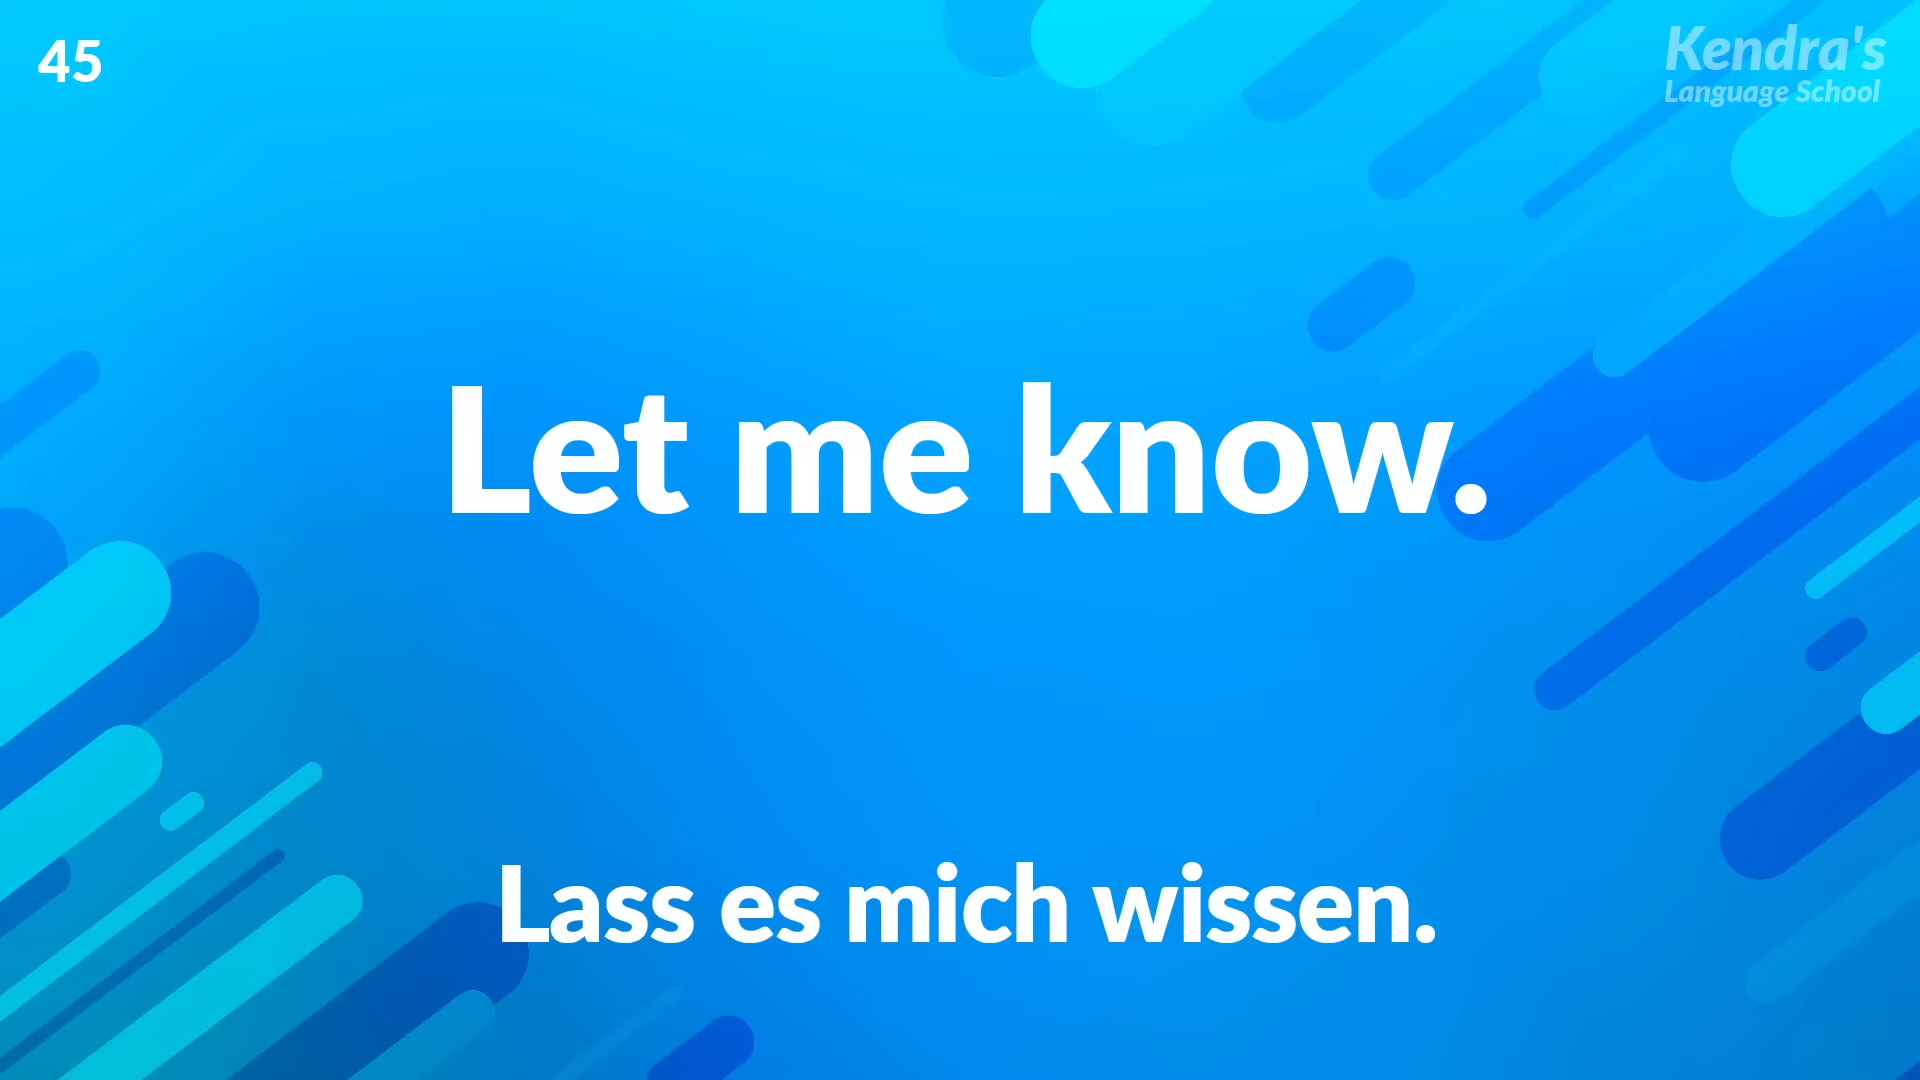 45
Kendra's
Language School
Let me know.
Lass es mich wissen.